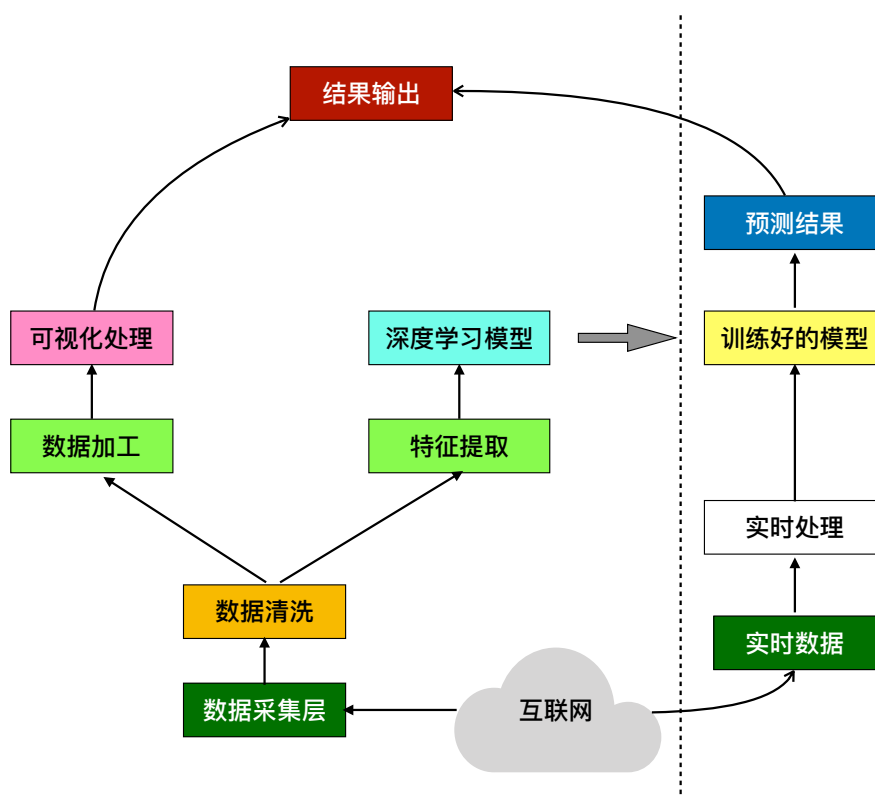 结果输出
预测结果
可视化处理
深度学习模型
训练好的模型
数据加工
特征提取
实时处理
数据清洗
实时数据
数据采集层
互联网